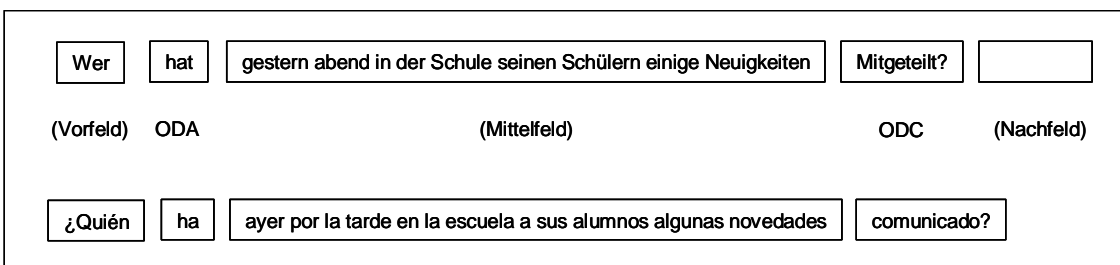 Wer hat gestern abend in der Schule seinen Schülern einige Neuigkeiten Mitgeteilt?
(Vorfeld) ODA (Mittelfeld) ODC (Nachfeld)
¿Quién ha ayer por la tarde en la escuela a sus alumnos algunas novedades comunicado?